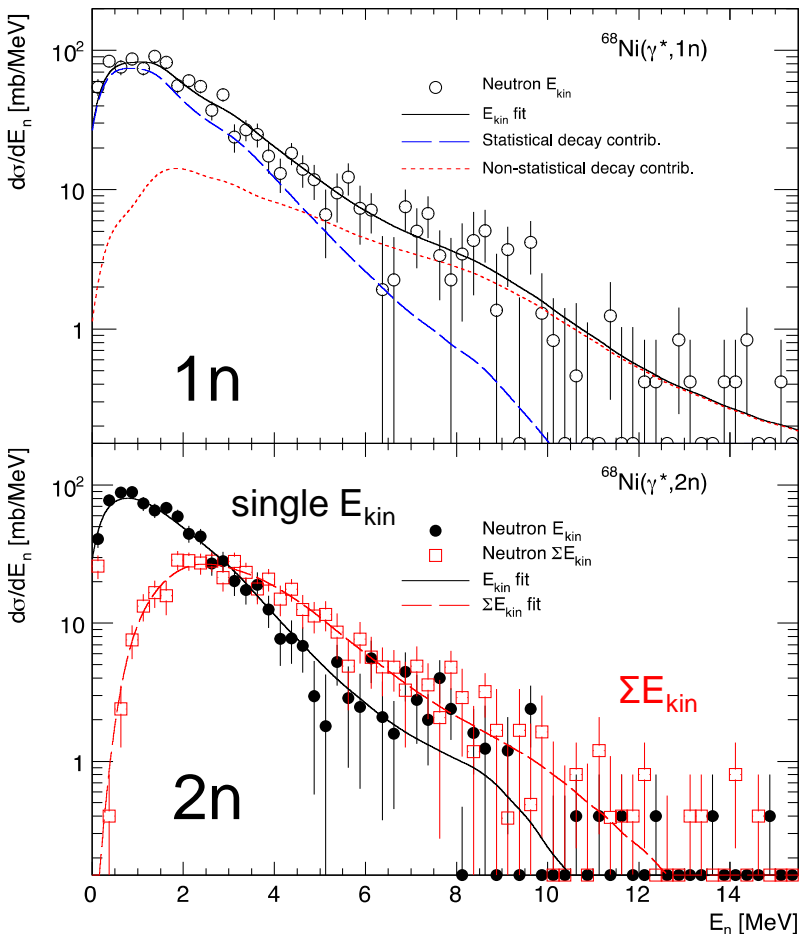 ⁶⁸Ni(γ*,1n)
dσ/dEₙ [mb/MeV]
10²
10
1
Neutron E_kin
E_kin fit
Statistical decay contrib.
Non-statistical decay contrib.
1n
⁶⁸Ni(γ*,2n)
dσ/dEₙ [mb/MeV]
10²
10
1
single E_kin
Neutron E_kin
Neutron ΣE_kin
E_kin fit
ΣE_kin fit
ΣE_kin
2n
0 2 4 6 8 10 12 14
Eₙ [MeV]